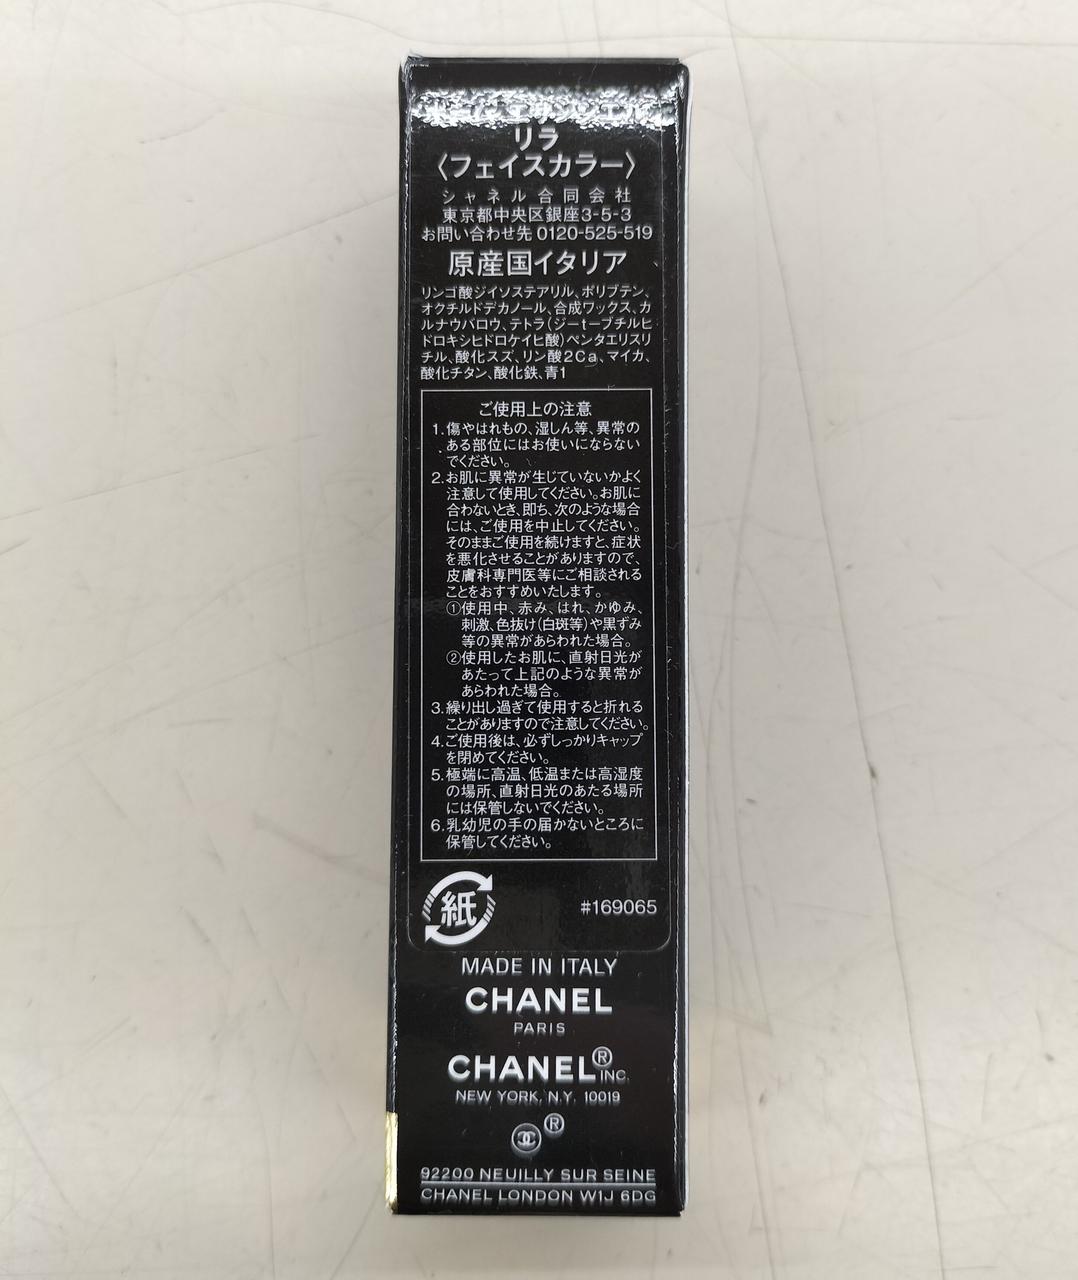 リラ
〈フェイスカラー〉
シャネル合同会社
東京都中央区銀座3-5-3
お問い合わせ先 0120-525-519
原産国イタリア
リンゴ酸ジイソステアリル、ポリブテン、
オクチルドデカノール、合成ワックス、カ
ルナウバロウ、テトラ(ジーtーブチルヒ
ドロキシヒドロケイヒ酸)ペンタエリスリ
チル、酸化スズ、リン酸2Ca、マイカ、
酸化チタン、酸化鉄、青1
ご使用上の注意
1.傷やはれもの、湿しん等、異常の
ある部位にはお使いにならない
でください。
2.お肌に異常が生じていないかよく
注意して使用してください。お肌に
合わないとき、即ち、次のような場合
には、ご使用を中止してください。
そのままご使用を続けますと、症状
を悪化させることがありますので、
皮膚科専門医等にご相談される
ことをおすすめいたします。
①使用中、赤み、はれ、かゆみ、
刺激、色抜け(白斑等)や黒ずみ
等の異常があらわれた場合。
②使用したお肌に、直射日光が
あたって上記のような異常が
あらわれた場合。
3.繰り出し過ぎて使用すると折れる
ことがありますので注意してください。
4.ご使用後は、必ずしっかりキャップ
を閉めてください。
5.極端に高温、低温または高湿度
の場所、直射日光のあたる場所
には保管しないでください。
6.乳幼児の手の届かないところに
保管してください。
紙
#169065
MADE IN ITALY
CHANEL
PARIS
CHANEL® INC.
NEW YORK, N.Y. 10019
®
92200 NEUILLY SUR SEINE
CHANEL LONDON W1J 6DG